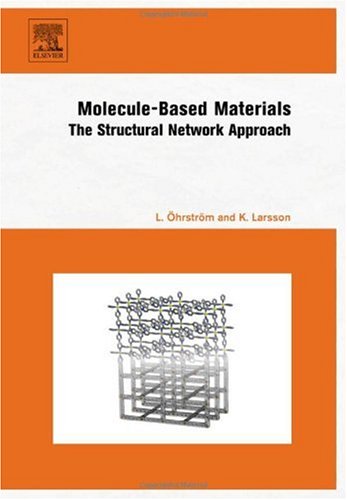 ELSEVIER
Molecule-Based Materials
The Structural Network Approach
L. Öhrström and K. Larsson